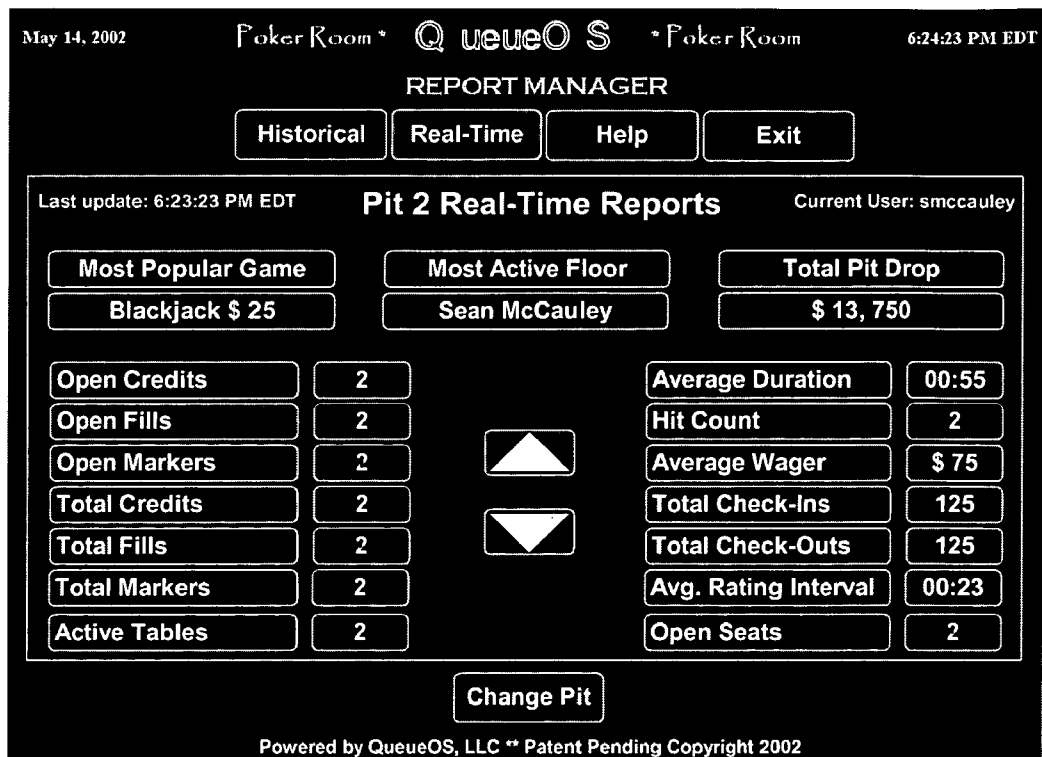 May 14, 2002 Poker Room * QueueOS * Poker Room 6:24:23 PM EDT
REPORT MANAGER
Historical Real-Time Help Exit
Last update: 6:23:23 PM EDT Pit 2 Real-Time Reports Current User: smccauley
Most Popular Game Most Active Floor Total Pit Drop
Blackjack $ 25 Sean McCauley $ 13, 750
Open Credits 2 Average Duration 00:55
Open Fills 2 Hit Count 2
Open Markers 2 Average Wager $ 75
Total Credits 2 Total Check-Ins 125
Total Fills 2 Total Check-Outs 125
Total Markers 2 Avg. Rating Interval 00:23
Active Tables 2 Open Seats 2
Change Pit
Powered by QueueOS, LLC ** Patent Pending Copyright 2002